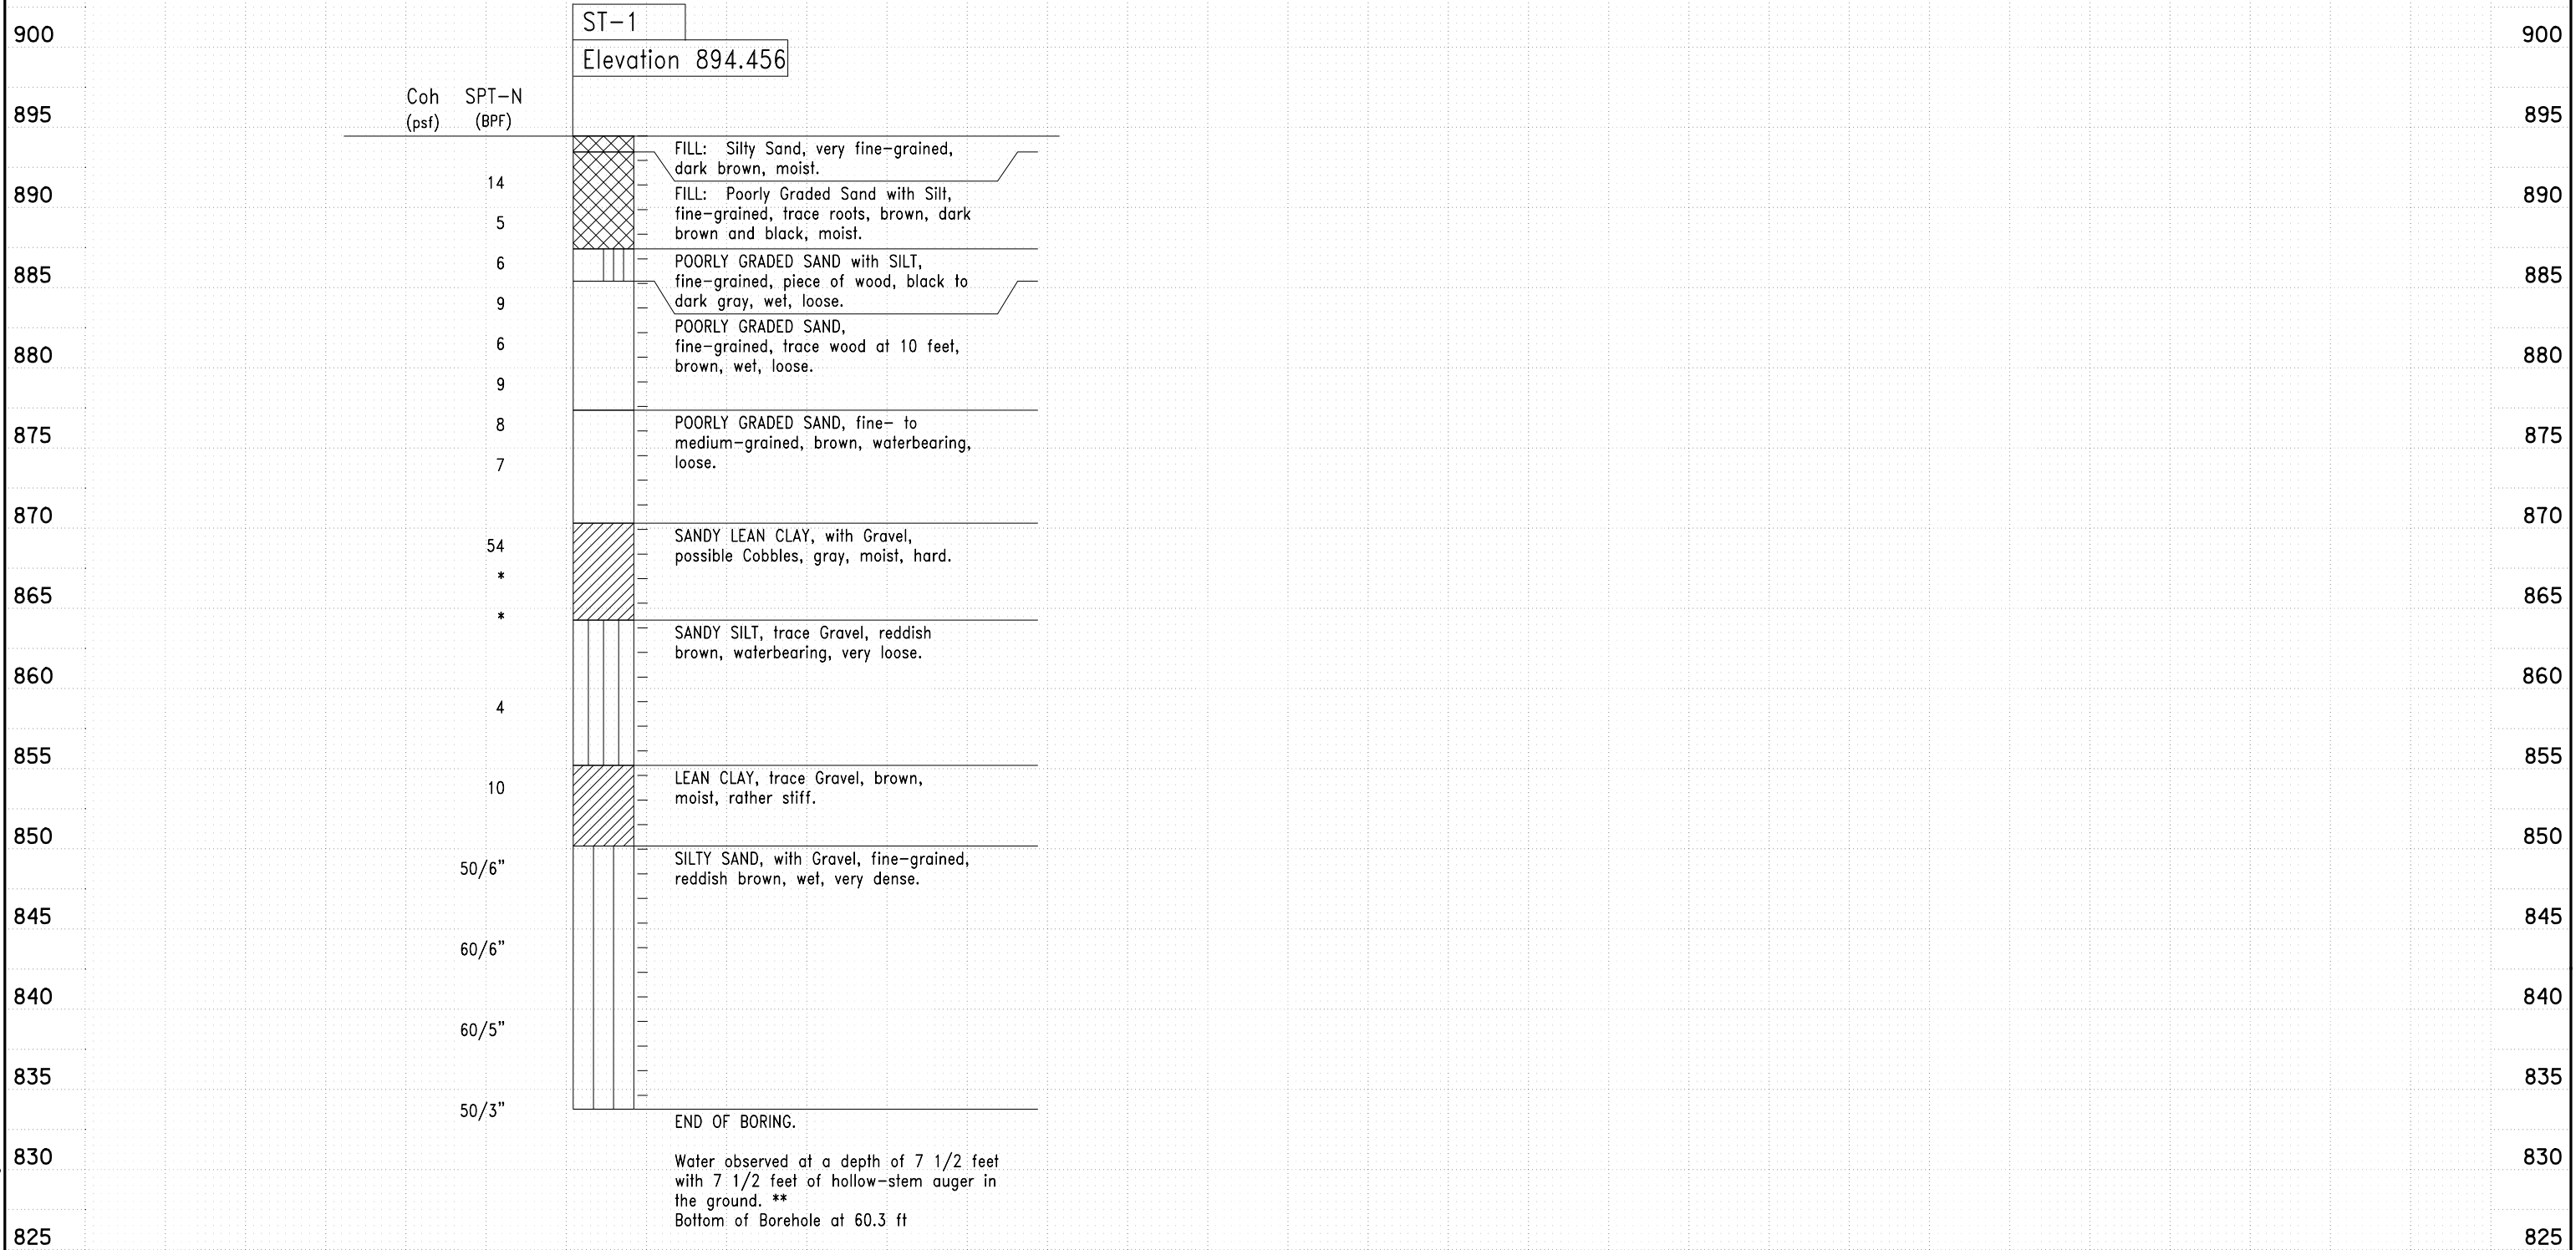 ST-1
900 900
Elevation 894.456
Coh SPT-N
895 895
(psf) (BPF)
FILL: Silty Sand, very fine-grained,
dark brown, moist.
14
890 FILL: Poorly Graded Sand with Silt, 890
fine-grained, trace roots, brown, dark
5
brown and black, moist.
6 POORLY GRADED SAND with SILT,
885 fine-grained, piece of wood, black to 885
9 dark gray, wet, loose.
POORLY GRADED SAND,
6 fine-grained, trace wood at 10 feet,
880 brown, wet, loose. 880
9
8 POORLY GRADED SAND, fine- to
875 medium-grained, brown, waterbearing, 875
7 loose.
870 870
SANDY LEAN CLAY, with Gravel,
54 possible Cobbles, gray, moist, hard.
*
865 865
*
SANDY SILT, trace Gravel, reddish
brown, waterbearing, very loose.
860 860
4
855 855
LEAN CLAY, trace Gravel, brown,
10 moist, rather stiff.
850 850
50/6" SILTY SAND, with Gravel, fine-grained,
reddish brown, wet, very dense.
845 845
60/6"
840 840
60/5"
835 835
50/3"
END OF BORING.
830 Water observed at a depth of 7 1/2 feet 830
with 7 1/2 feet of hollow-stem auger in
the ground. **
Bottom of Borehole at 60.3 ft
825 825